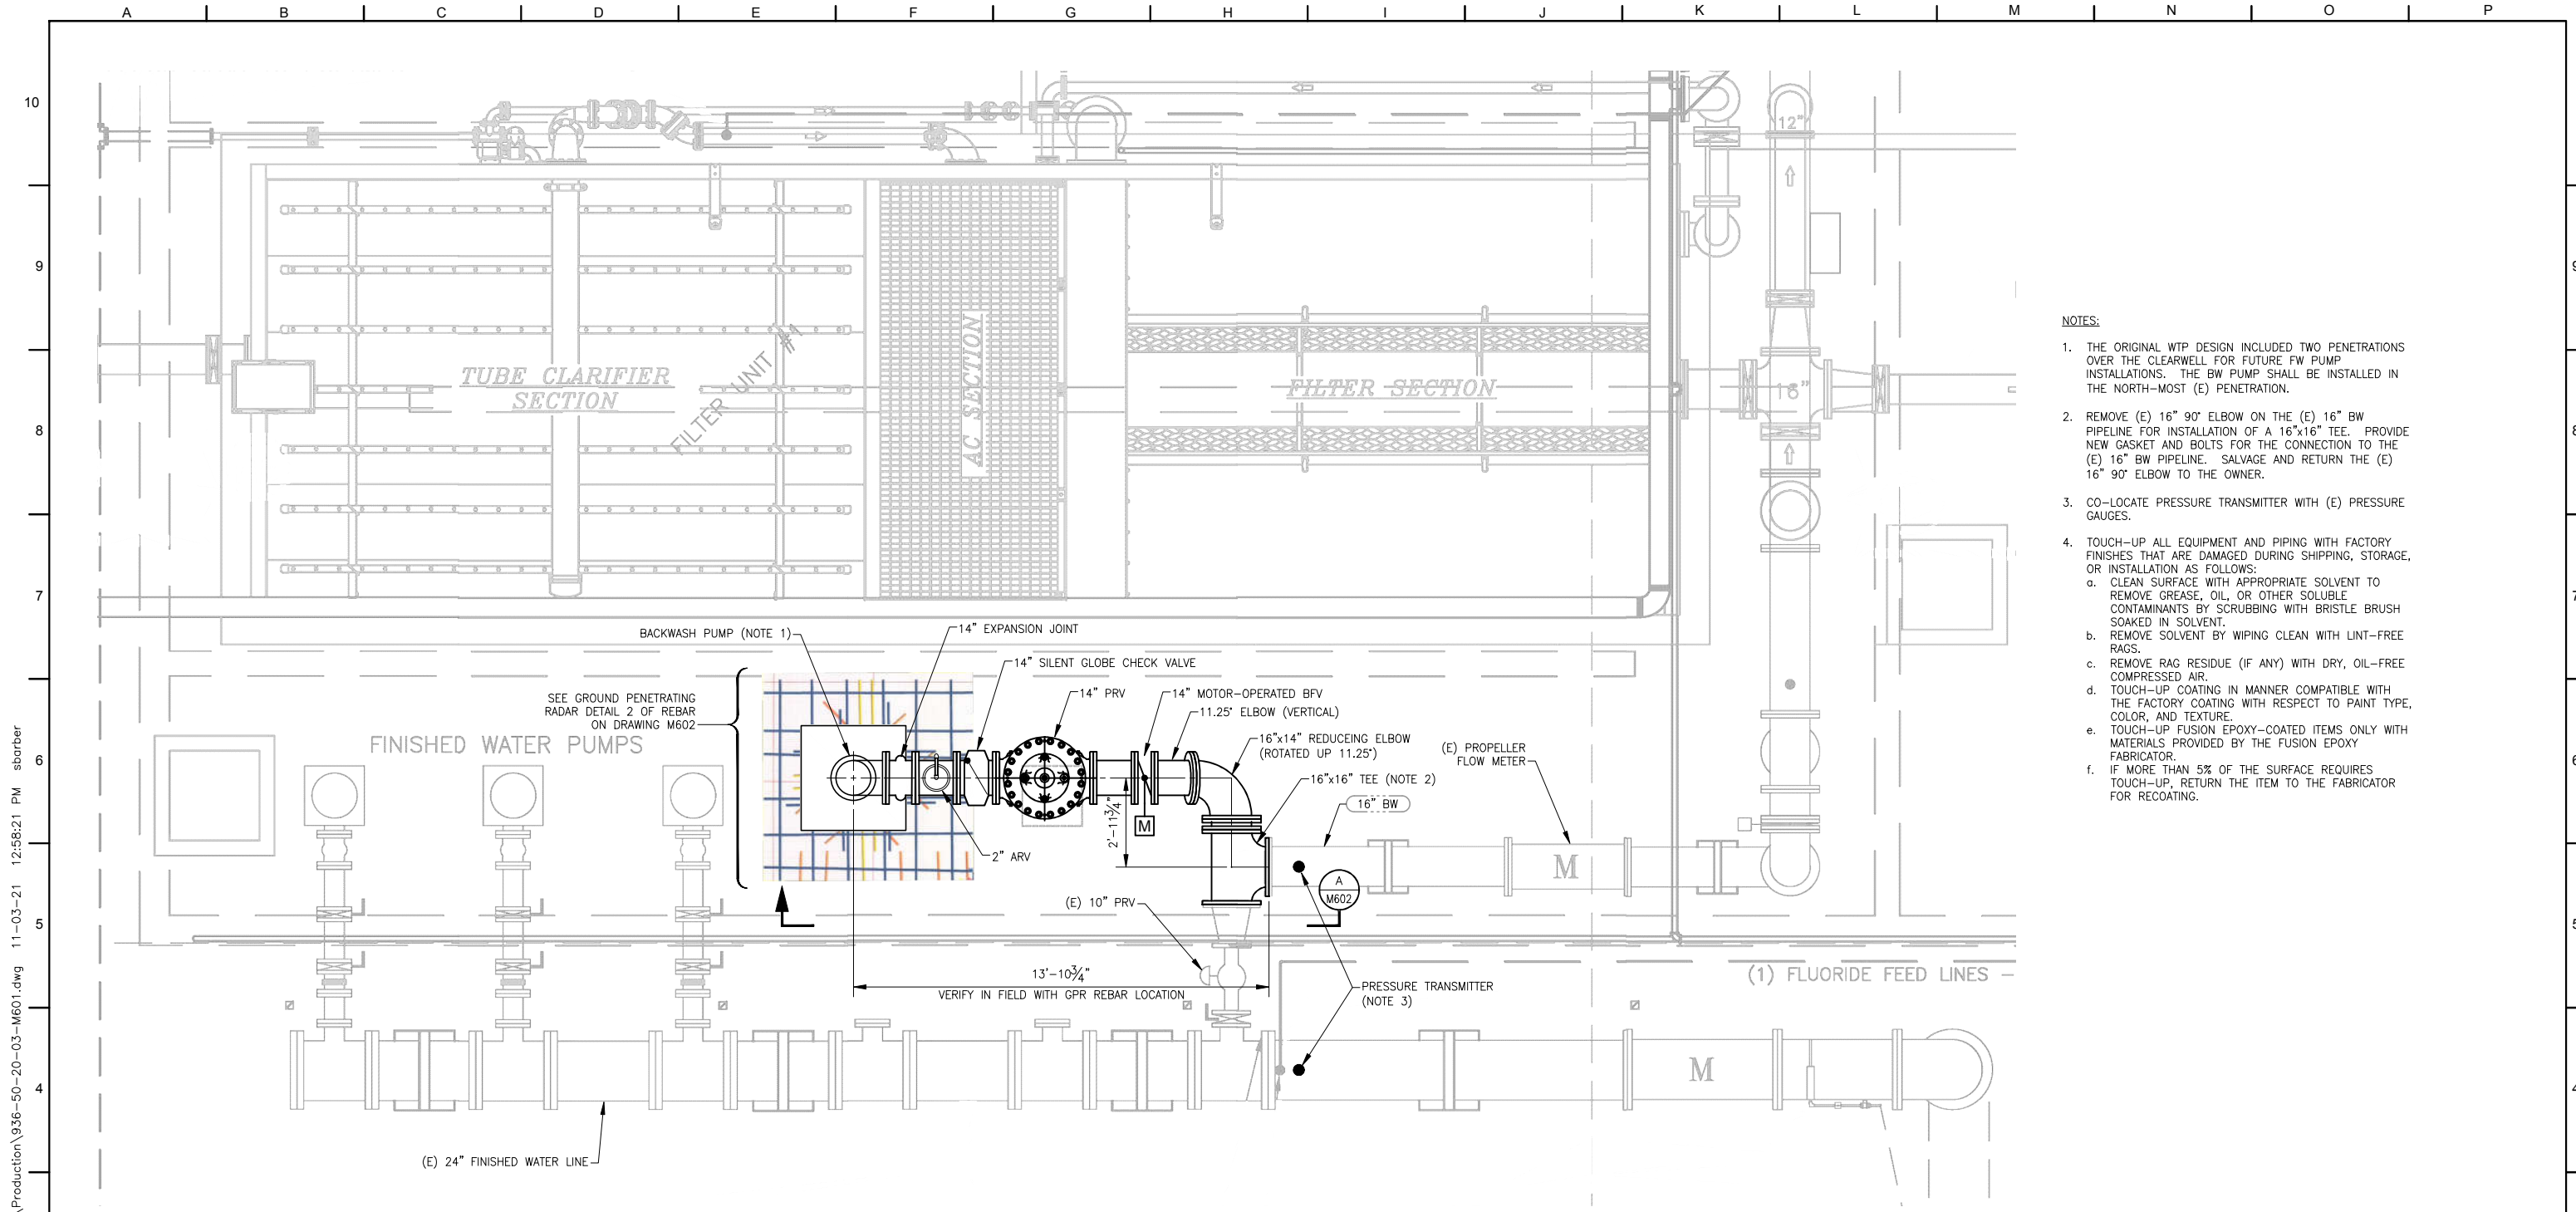 A B C D E F G H I J K L M N O P
10
9
8
7
6
5
4
9
8
7
6
5
4
12"
16"
TUBE CLARIFIER
SECTION
FILTER UNIT #1
AC SECTION
FILTER SECTION
BACKWASH PUMP (NOTE 1)
14" EXPANSION JOINT
14" SILENT GLOBE CHECK VALVE
14" PRV
14" MOTOR-OPERATED BFV
11.25° ELBOW (VERTICAL)
16"x14" REDUCEING ELBOW
(ROTATED UP 11.25°)
16"x16" TEE (NOTE 2)
16" BW
(E) PROPELLER
FLOW METER
SEE GROUND PENETRATING
RADAR DETAIL 2 OF REBAR
ON DRAWING M602
FINISHED WATER PUMPS
M
2'-11¾"
2" ARV
M
A
M602
(E) 10" PRV
13'-10¾"
VERIFY IN FIELD WITH GPR REBAR LOCATION
PRESSURE TRANSMITTER
(NOTE 3)
(1) FLUORIDE FEED LINES -
M
(E) 24" FINISHED WATER LINE
NOTES:
1. THE ORIGINAL WTP DESIGN INCLUDED TWO PENETRATIONS
OVER THE CLEARWELL FOR FUTURE FW PUMP
INSTALLATIONS. THE BW PUMP SHALL BE INSTALLED IN
THE NORTH-MOST (E) PENETRATION.
2. REMOVE (E) 16" 90° ELBOW ON THE (E) 16" BW
PIPELINE FOR INSTALLATION OF A 16"x16" TEE. PROVIDE
NEW GASKET AND BOLTS FOR THE CONNECTION TO THE
(E) 16" BW PIPELINE. SALVAGE AND RETURN THE (E)
16" 90° ELBOW TO THE OWNER.
3. CO-LOCATE PRESSURE TRANSMITTER WITH (E) PRESSURE
GAUGES.
4. TOUCH-UP ALL EQUIPMENT AND PIPING WITH FACTORY
FINISHES THAT ARE DAMAGED DURING SHIPPING, STORAGE,
OR INSTALLATION AS FOLLOWS:
a. CLEAN SURFACE WITH APPROPRIATE SOLVENT TO
REMOVE GREASE, OIL, OR OTHER SOLUBLE
CONTAMINANTS BY SCRUBBING WITH BRISTLE BRUSH
SOAKED IN SOLVENT.
b. REMOVE SOLVENT BY WIPING CLEAN WITH LINT-FREE
RAGS.
c. REMOVE RAG RESIDUE (IF ANY) WITH DRY, OIL-FREE
COMPRESSED AIR.
d. TOUCH-UP COATING IN MANNER COMPATIBLE WITH
THE FACTORY COATING WITH RESPECT TO PAINT TYPE,
COLOR, AND TEXTURE.
e. TOUCH-UP FUSION EPOXY-COATED ITEMS ONLY WITH
MATERIALS PROVIDED BY THE FUSION EPOXY
FABRICATOR.
f. IF MORE THAN 5% OF THE SURFACE REQUIRES
TOUCH-UP, RETURN THE ITEM TO THE FABRICATOR
FOR RECOATING.
\Production\936-50-20-03-M601.dwg 11-03-21 12:58:21 PM sbarber